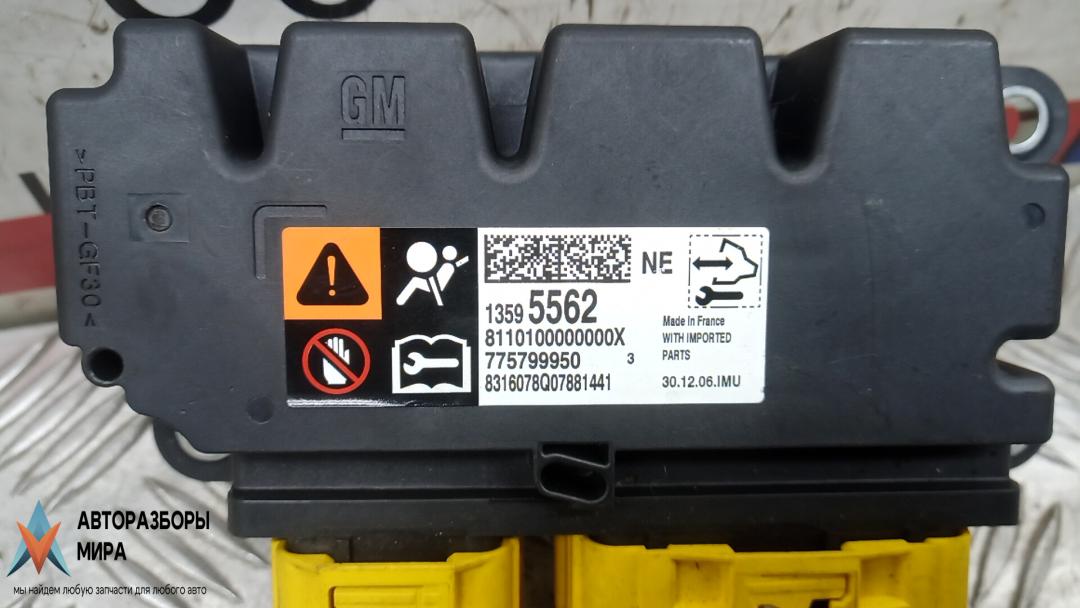 GM
>PBT-GF30<
NE
1359 5562
8110100000000X
775799950 3
8316078Q07881441
Made In France
WITH IMPORTED
PARTS
30.12.06.IMU
АВТОРАЗБОРЫ
МИРА
мы найдем любую запчасти для любого авто